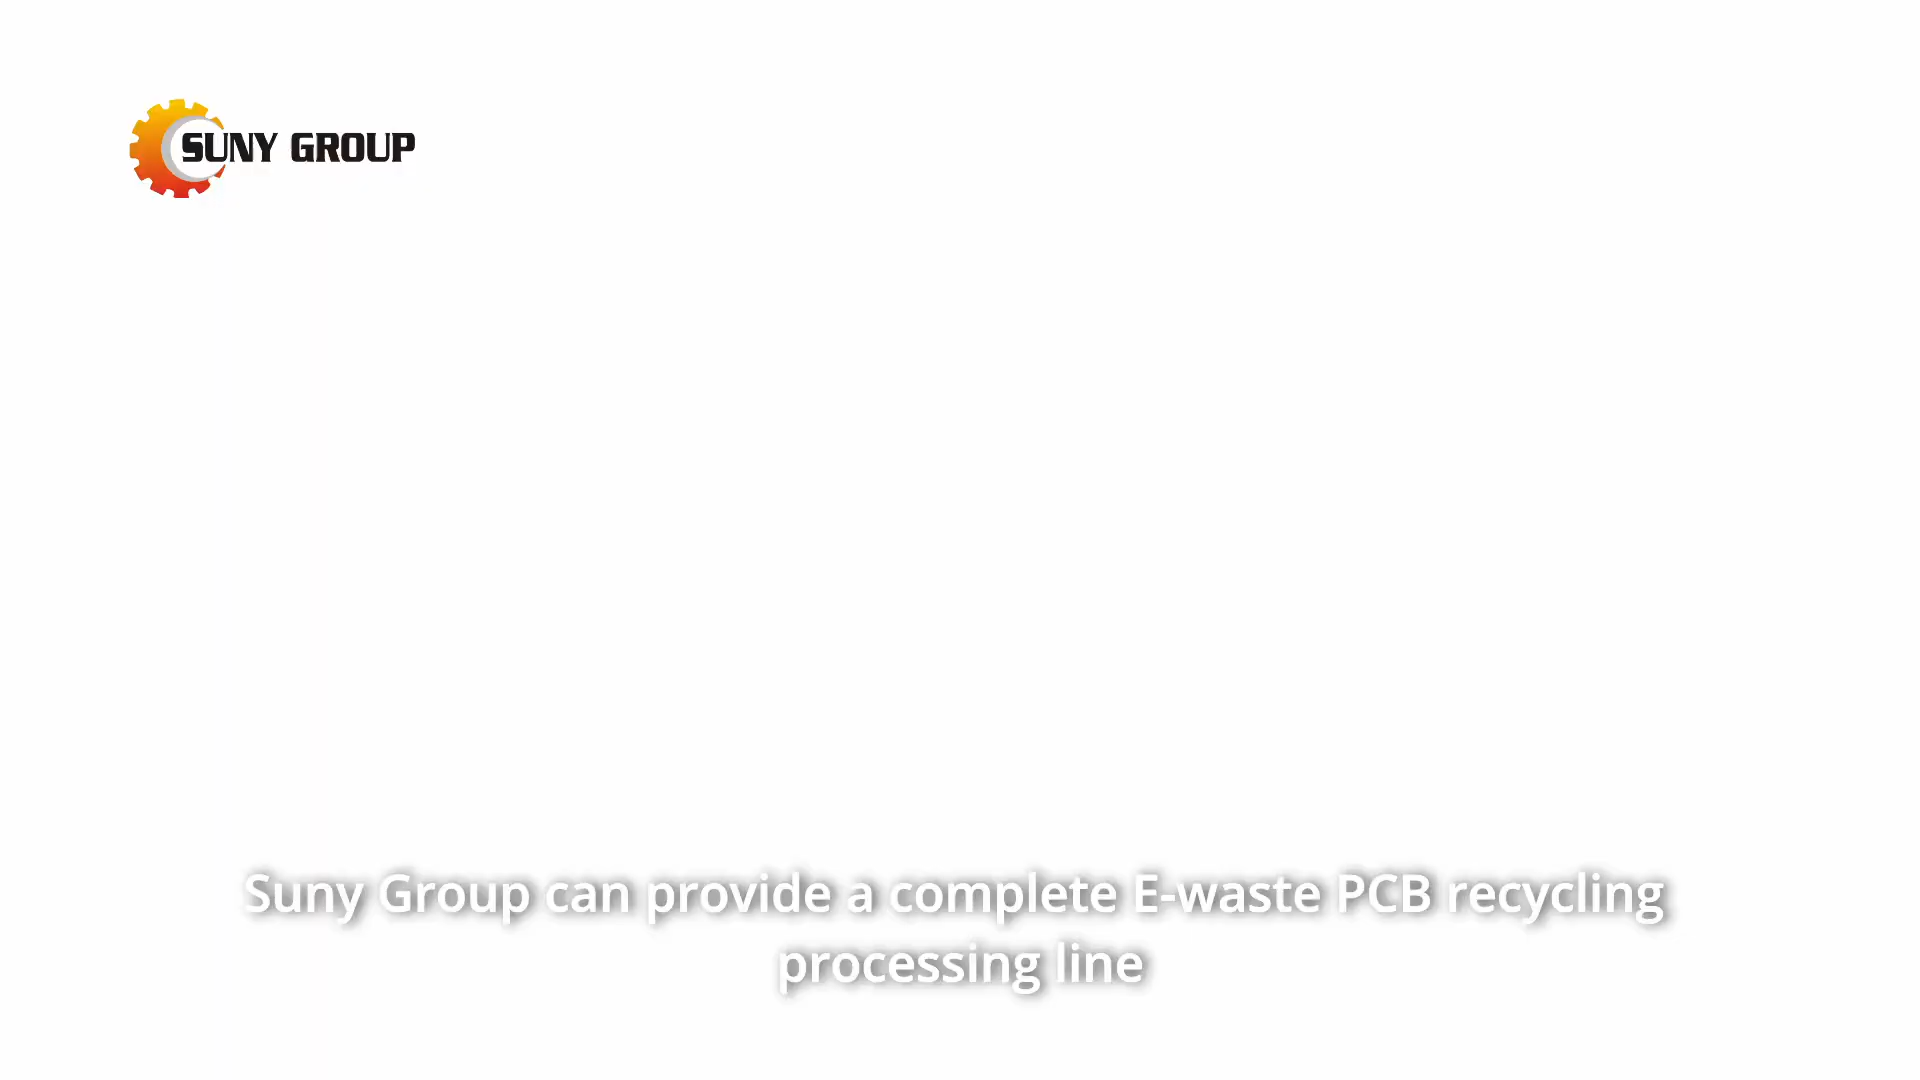 SUNY GROUP
Suny Group can provide a complete E-waste PCB recycling
processing line